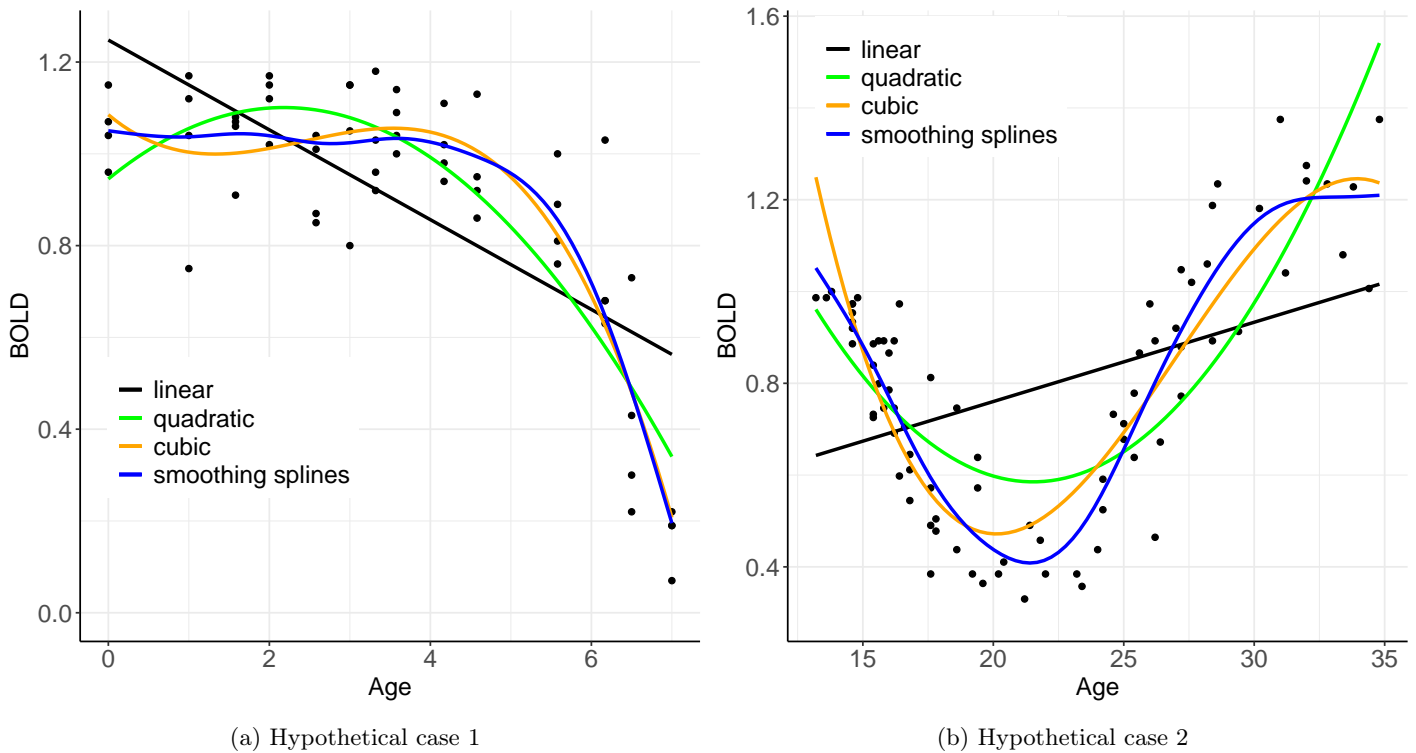 1.2
0.8
0.4
0.0
BOLD
linear
quadratic
cubic
smoothing splines
0 2 4 6
Age
(a) Hypothetical case 1
1.6
1.2
0.8
0.4
BOLD
linear
quadratic
cubic
smoothing splines
15 20 25 30 35
Age
(b) Hypothetical case 2